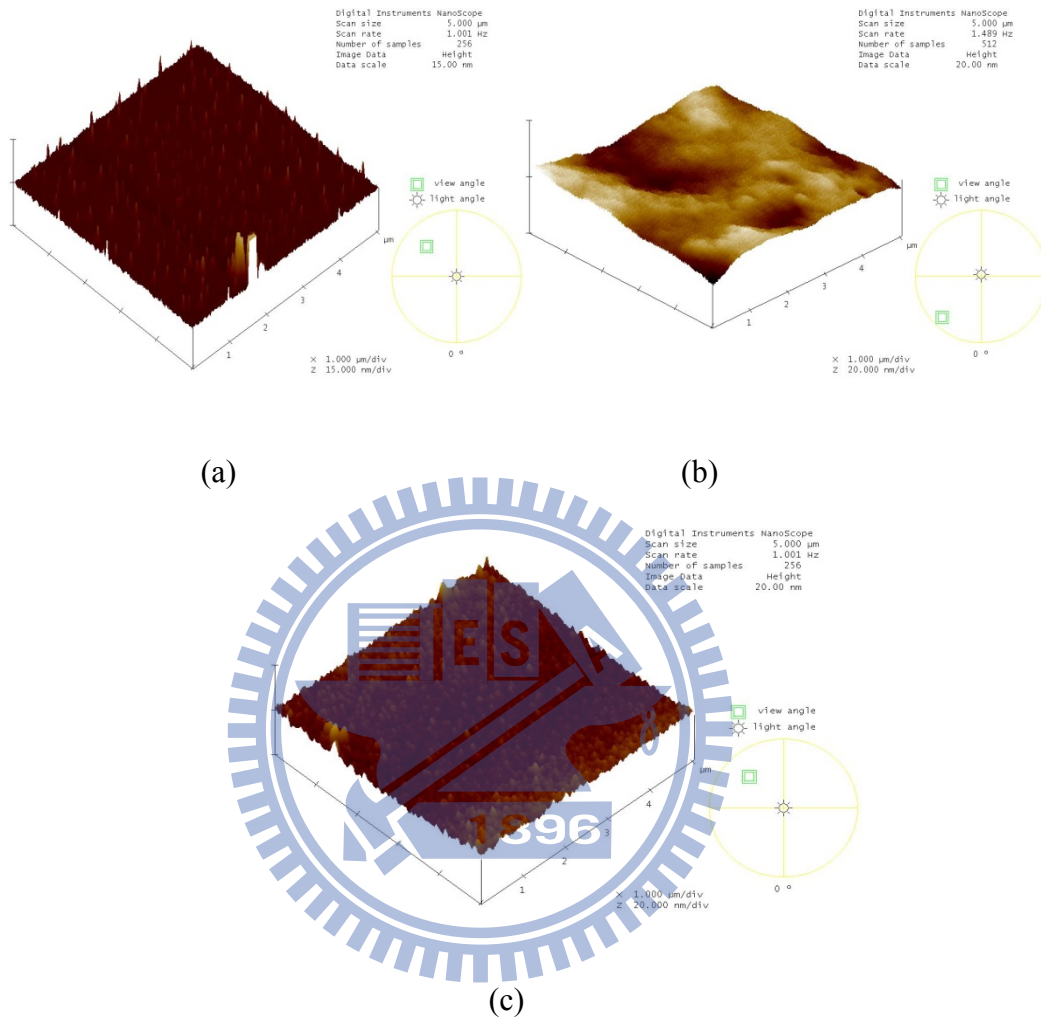 Digital Instruments NanoScope
Scan size 5.000 µm
Scan rate 1.001 Hz
Number of samples 256
Image Data Height
Data scale 15.00 nm
view angle
light angle
µm
4
3
2
1
0 º
X 1.000 µm/div
Z 15.000 nm/div
(a)
Digital Instruments NanoScope
Scan size 5.000 µm
Scan rate 1.489 Hz
Number of samples 512
Image Data Height
Data scale 20.00 nm
view angle
light angle
µm
4
3
2
1
0 º
X 1.000 µm/div
Z 20.000 nm/div
(b)
Digital Instruments NanoScope
Scan size 5.000 µm
Scan rate 1.001 Hz
Number of samples 256
Image Data Height
Data scale 20.00 nm
ES
view angle
light angle
µm
4
3
2
1
1896
0 º
X 1.000 µm/div
Z 20.000 nm/div
(c)